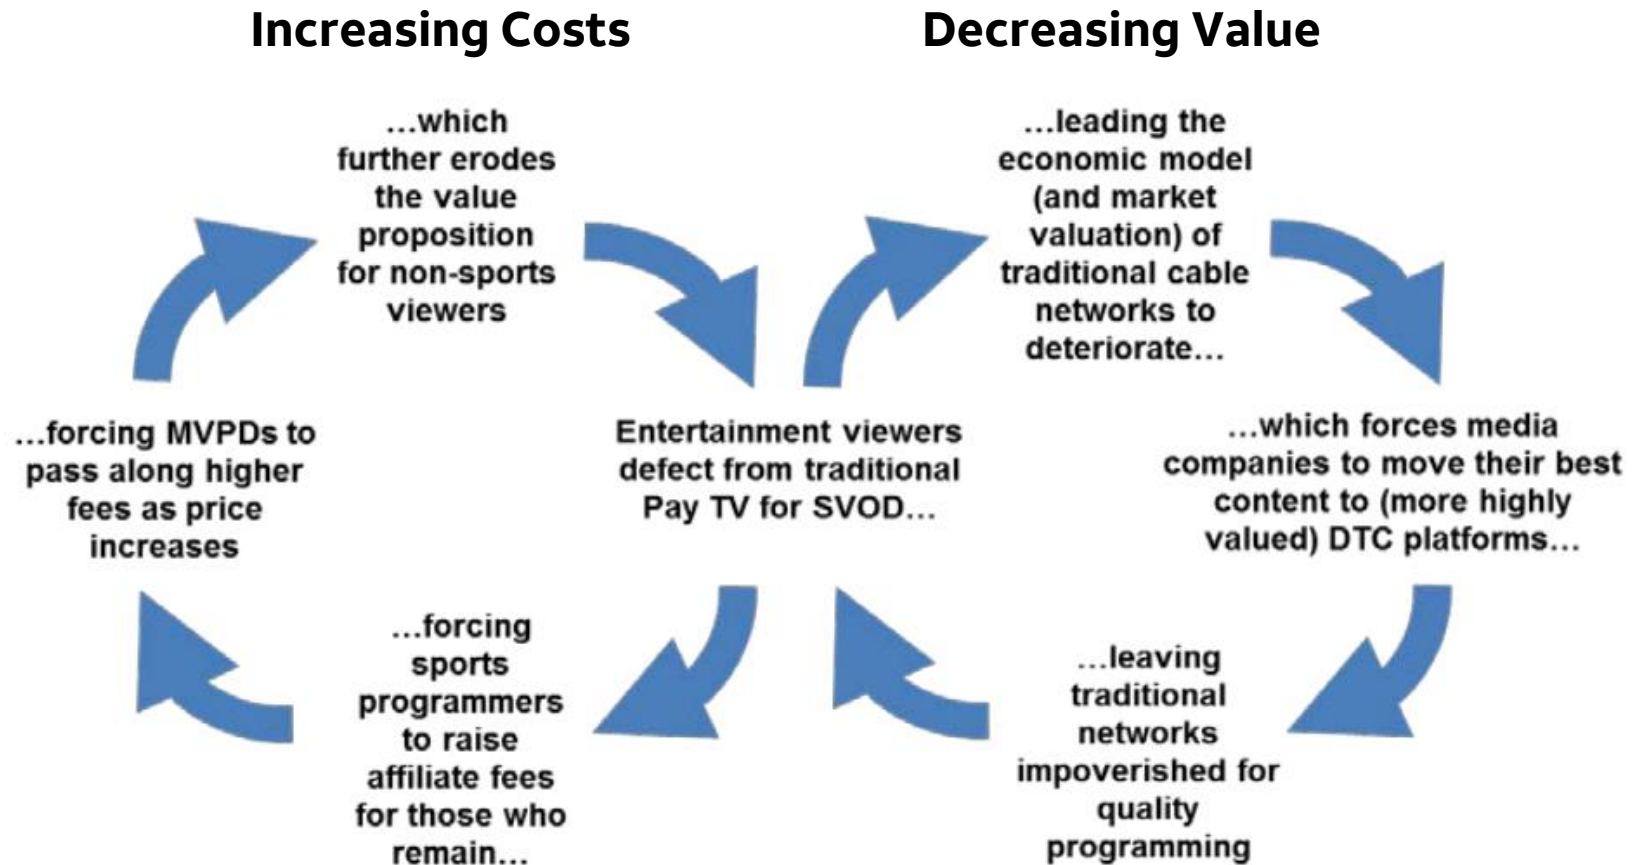 Increasing Costs
Decreasing Value
…which
further erodes
the value
proposition
for non-sports
viewers
…leading the
economic model
(and market
valuation) of
traditional cable
networks to
deteriorate…
…forcing MVPDs to
pass along higher
fees as price
increases
Entertainment viewers
defect from traditional
Pay TV for SVOD…
…which forces media
companies to move their best
content to (more highly
valued) DTC platforms…
…forcing
sports
programmers
to raise
affiliate fees
for those who
remain…
…leaving
traditional
networks
impoverished for
quality
programming